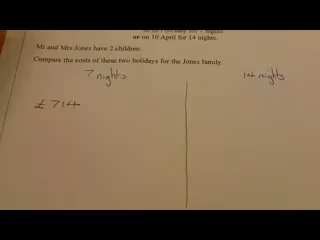 or on 10 April for 14 nights.
Mr and Mrs Jones have 2 children.
Compare the costs of these two holidays for the Jones family.
7 nights
14 nights
£714